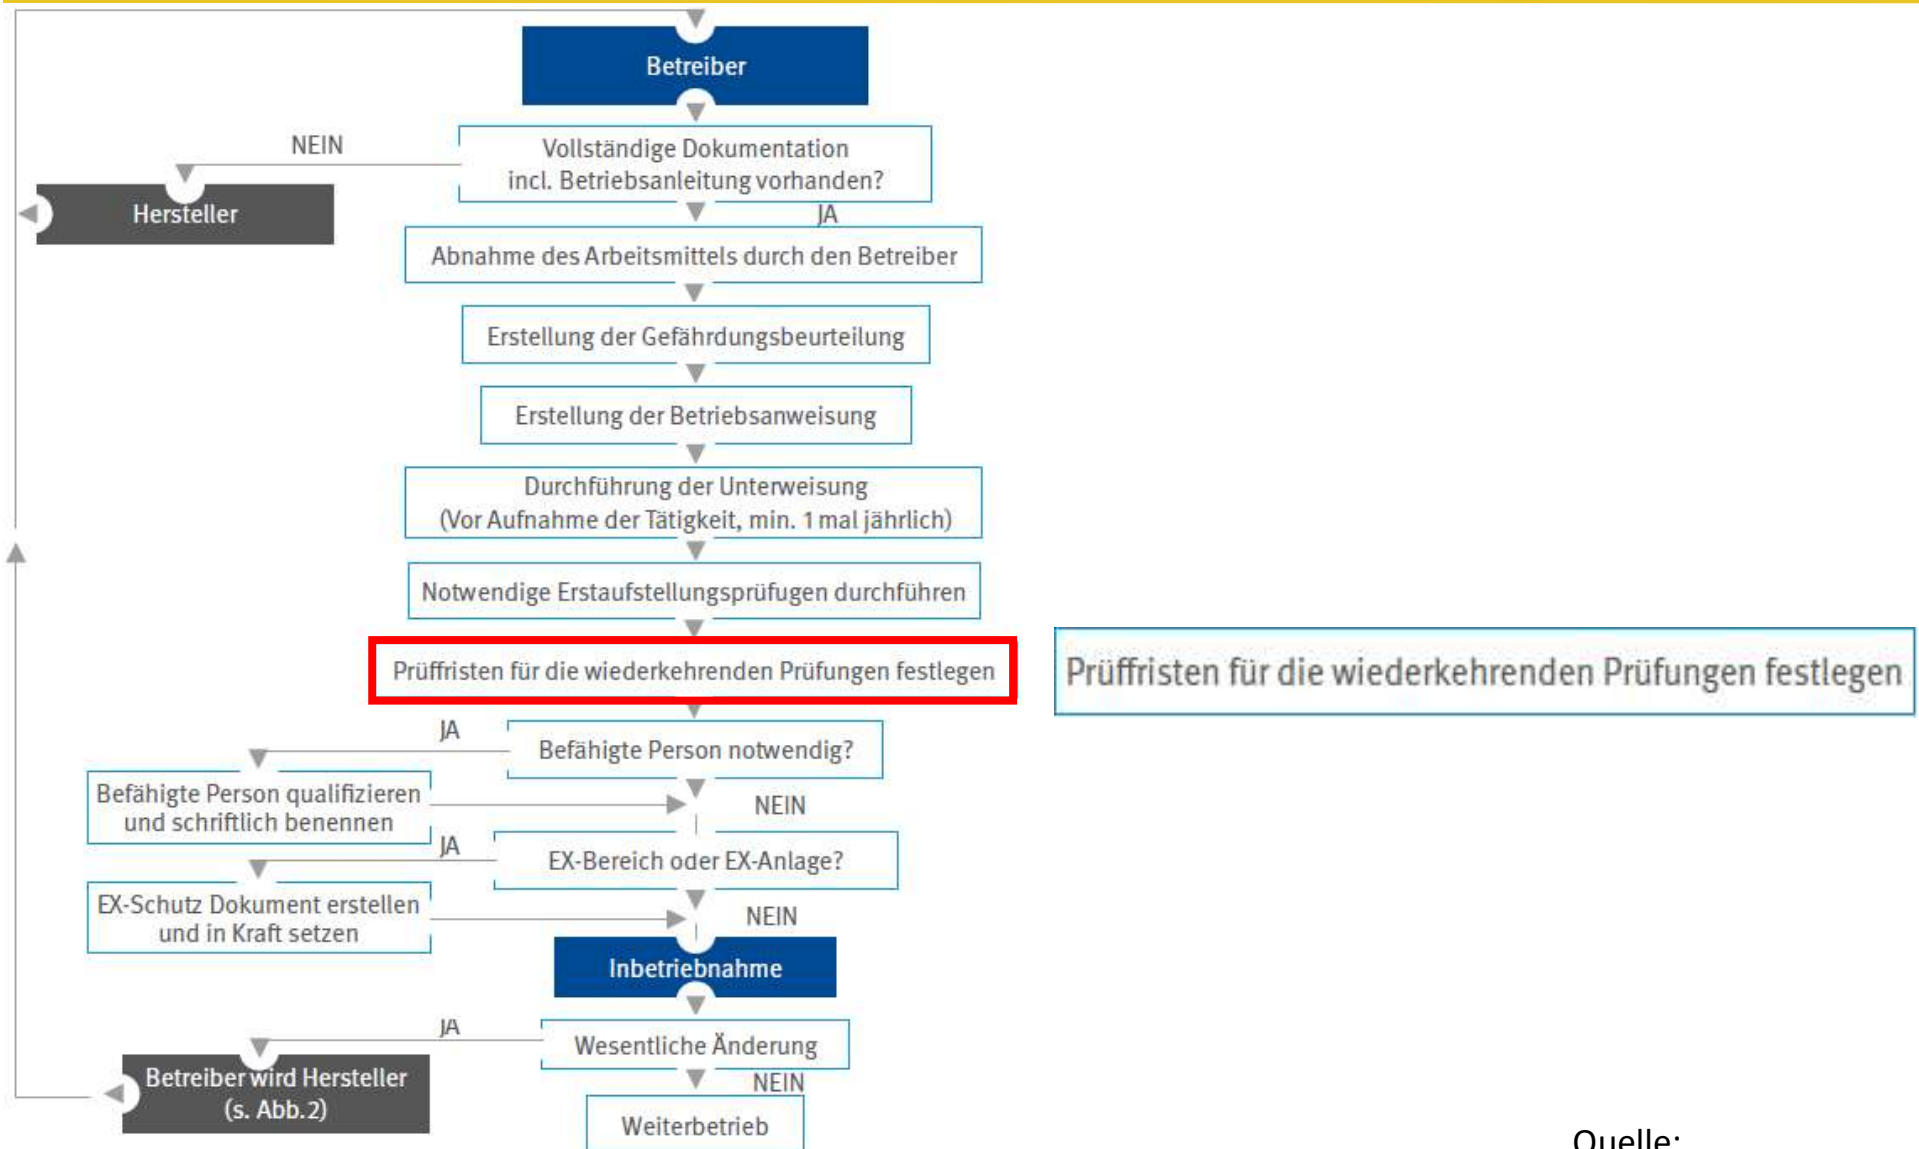 Betreiber
NEIN
Vollständige Dokumentation
incl. Betriebsanleitung vorhanden?
Hersteller
JA
Abnahme des Arbeitsmittels durch den Betreiber
Erstellung der Gefährdungsbeurteilung
Erstellung der Betriebsanweisung
Durchführung der Unterweisung
(Vor Aufnahme der Tätigkeit, min. 1 mal jährlich)
Notwendige Erstaufstellungsprüfugen durchführen
Prüffristen für die wiederkehrenden Prüfungen festlegen
Prüffristen für die wiederkehrenden Prüfungen festlegen
JA
Befähigte Person notwendig?
Befähigte Person qualifizieren
und schriftlich benennen
NEIN
JA
EX-Bereich oder EX-Anlage?
EX-Schutz Dokument erstellen
und in Kraft setzen
NEIN
Inbetriebnahme
JA
Wesentliche Änderung
Betreiber wird Hersteller
(s. Abb.2)
NEIN
Weiterbetrieb
Quelle: